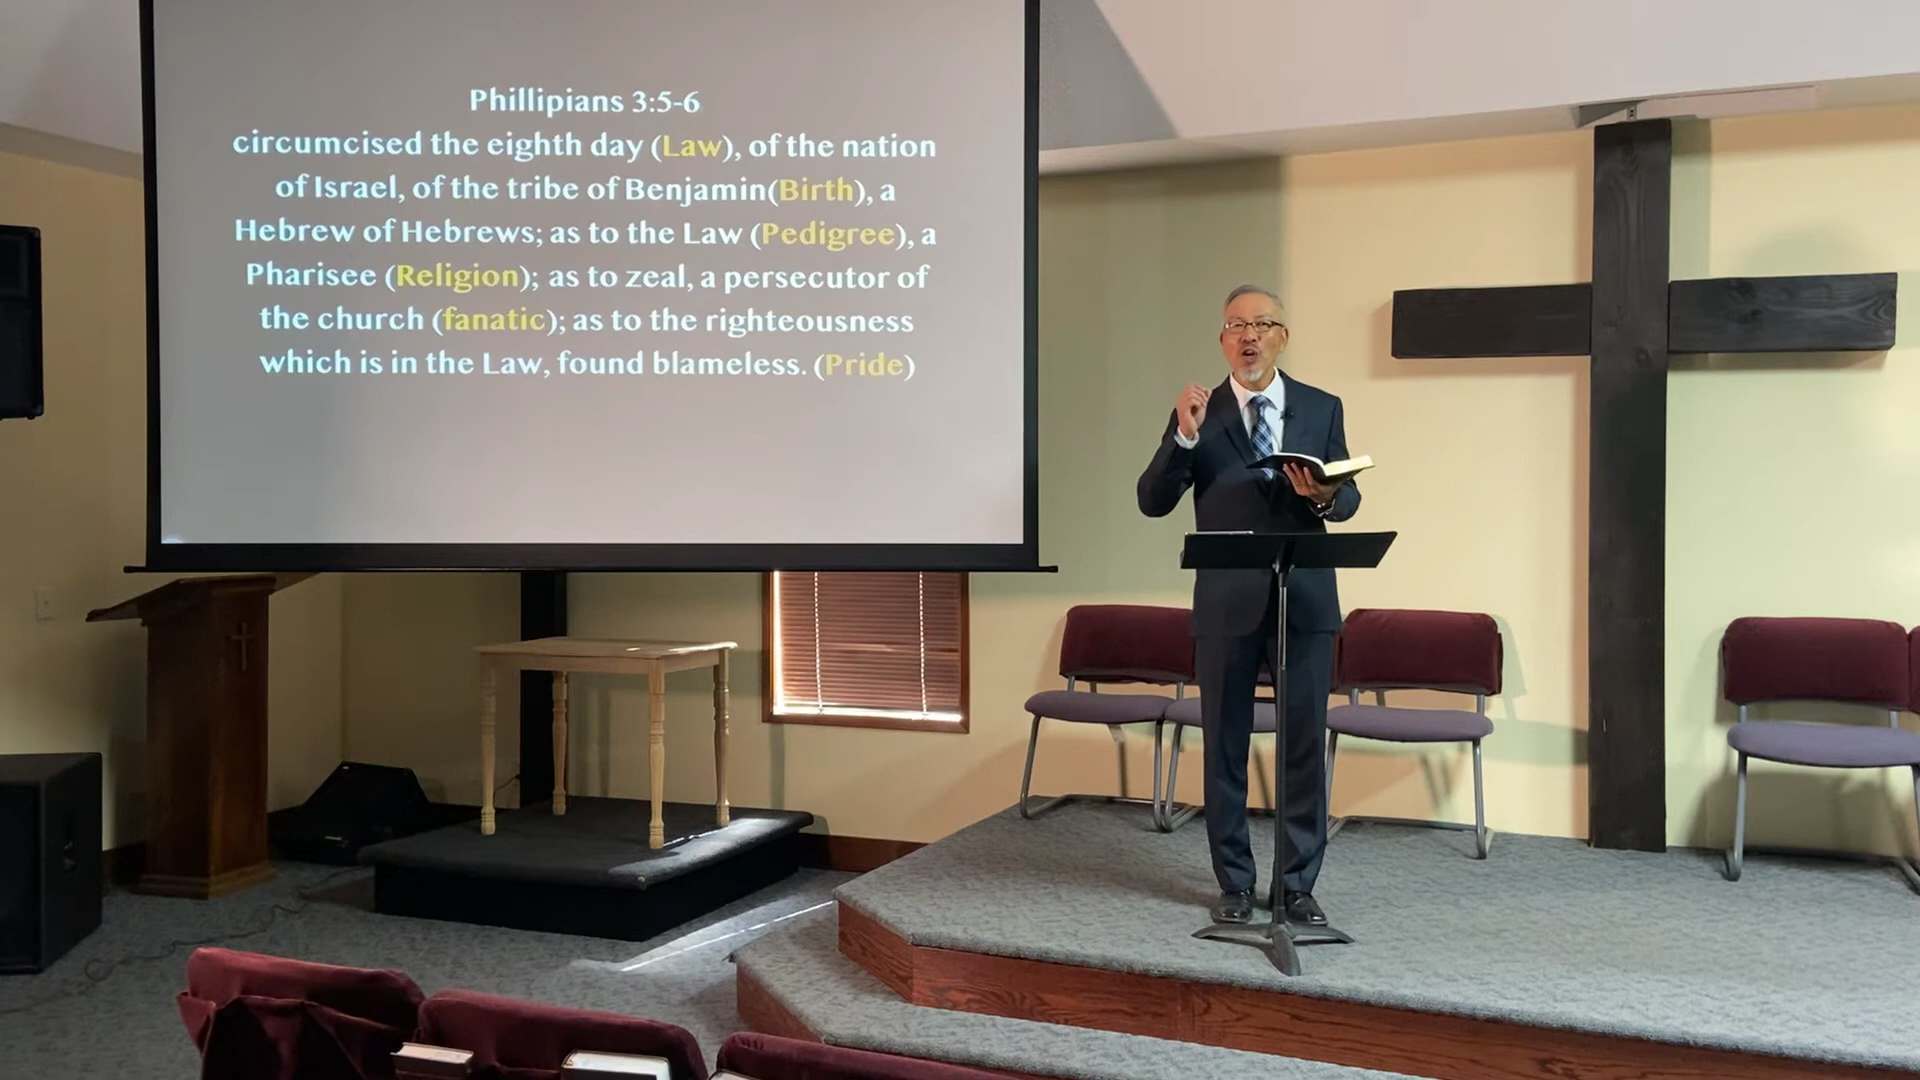 Phillipians 3:5-6
circumcised the eighth day (Law), of the nation
of Israel, of the tribe of Benjamin(Birth), a
Hebrew of Hebrews; as to the Law (Pedigree), a
Pharisee (Religion); as to zeal, a persecutor of
the church (fanatic); as to the righteousness
which is in the Law, found blameless. (Pride)